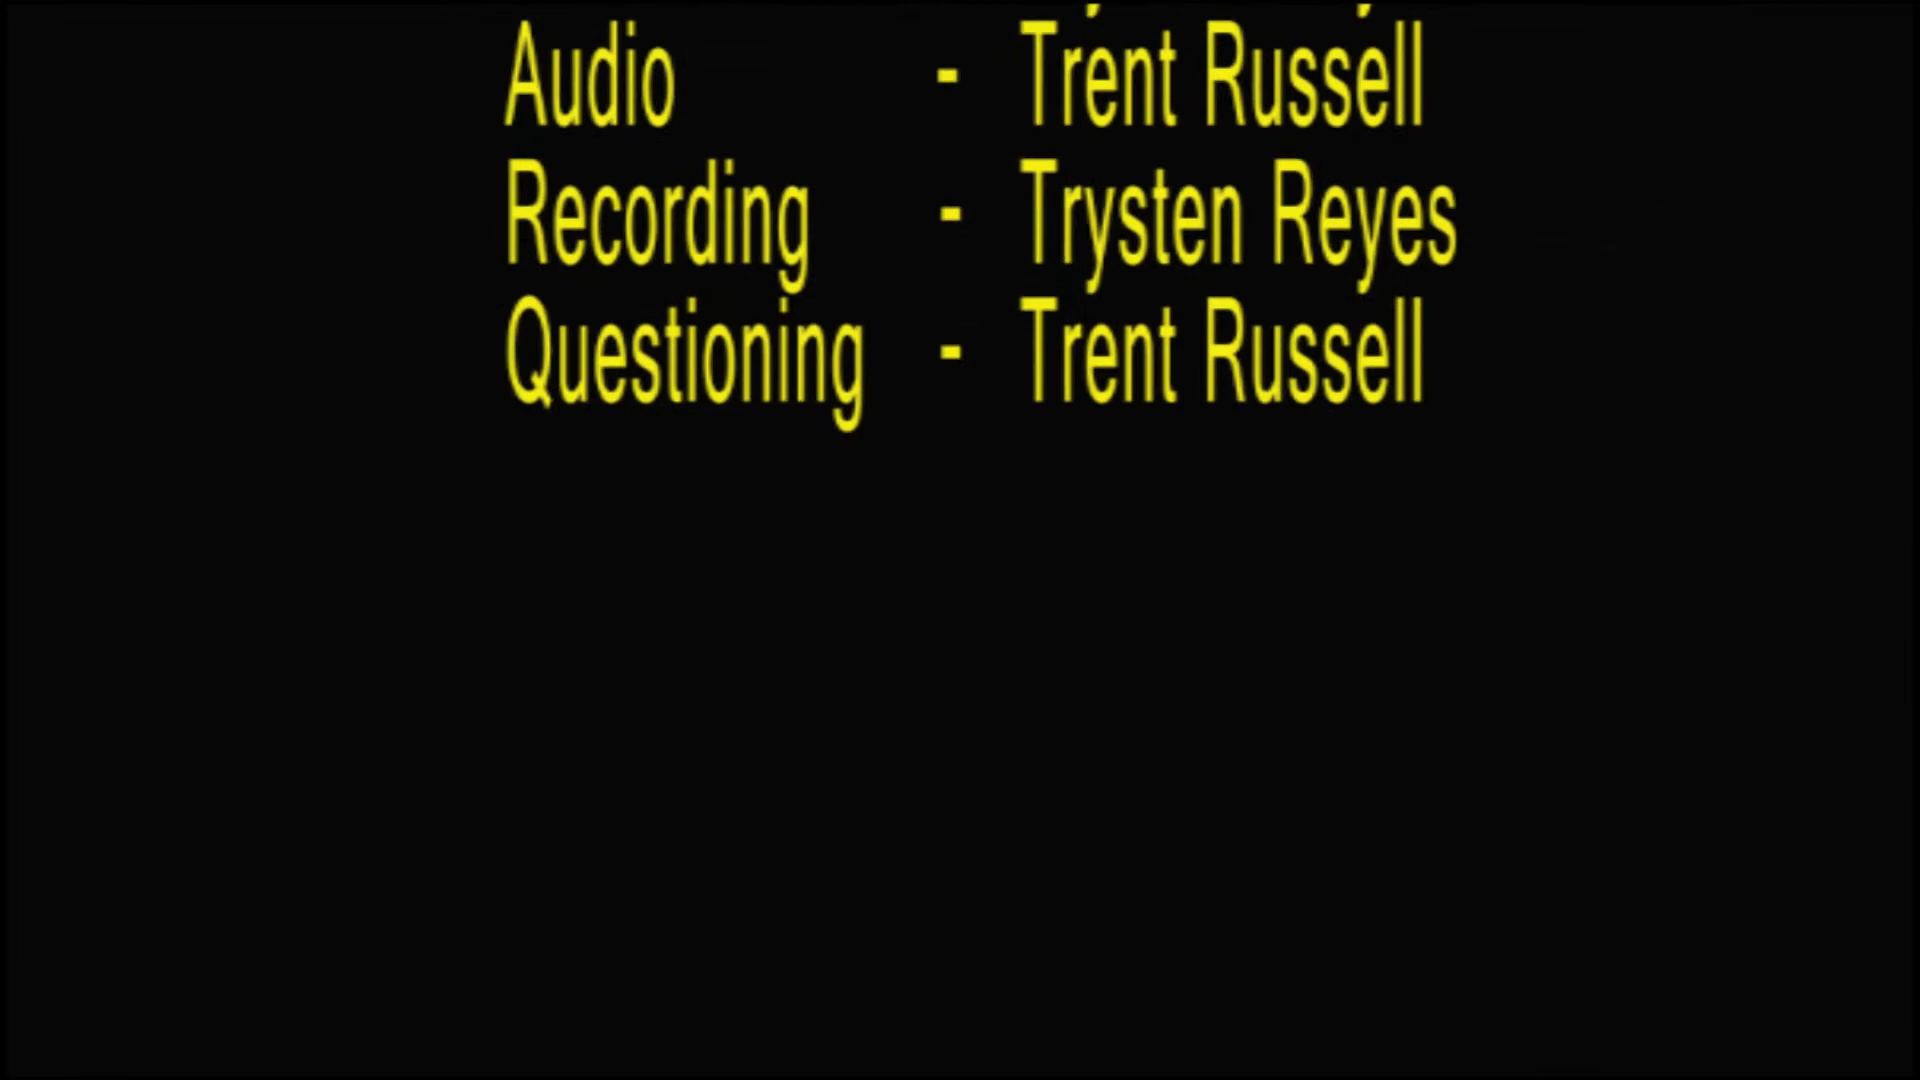 Audio - Trent Russell
Recording - Trysten Reyes
Questioning - Trent Russell